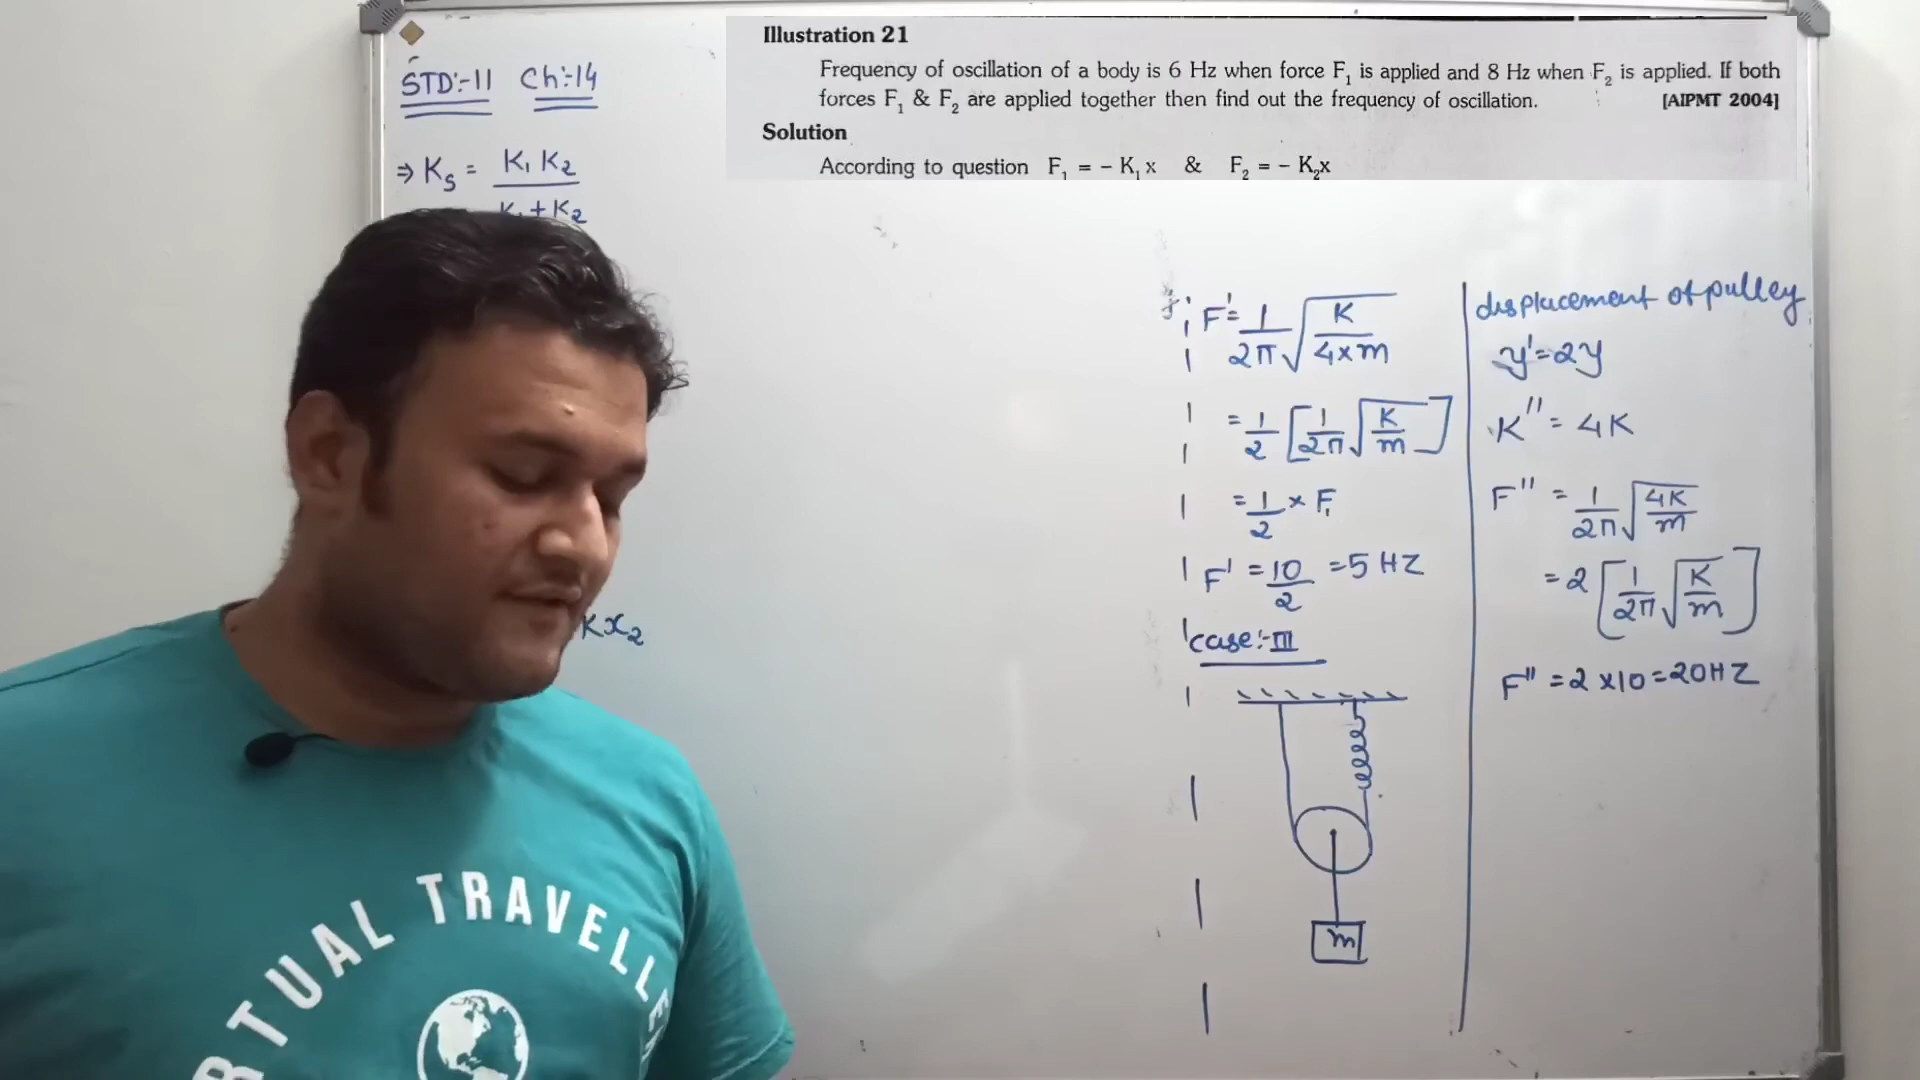 STD:-11 Ch:-14
⇒ Ks = K1 K2 / K1 + K2
Illustration 21
Frequency of oscillation of a body is 6 Hz when force F1 is applied and 8 Hz when F2 is applied. If both
forces F1 & F2 are applied together then find out the frequency of oscillation. [AIPMT 2004]
Solution
According to question F1 = – K1x & F2 = – K2x
Kx2
F' = 1/2π √(K/4×m)
= 1/2 [1/2π √(K/m)]
= 1/2 × F1
F' = 10/2 = 5 HZ
case:-III
m
displacement of pulley
y' = 2y
K'' = 4K
F'' = 1/2π √(4K/m)
= 2 [1/2π √(K/m)]
F'' = 2 × 10 = 20HZ
RTUAL TRAVELLE